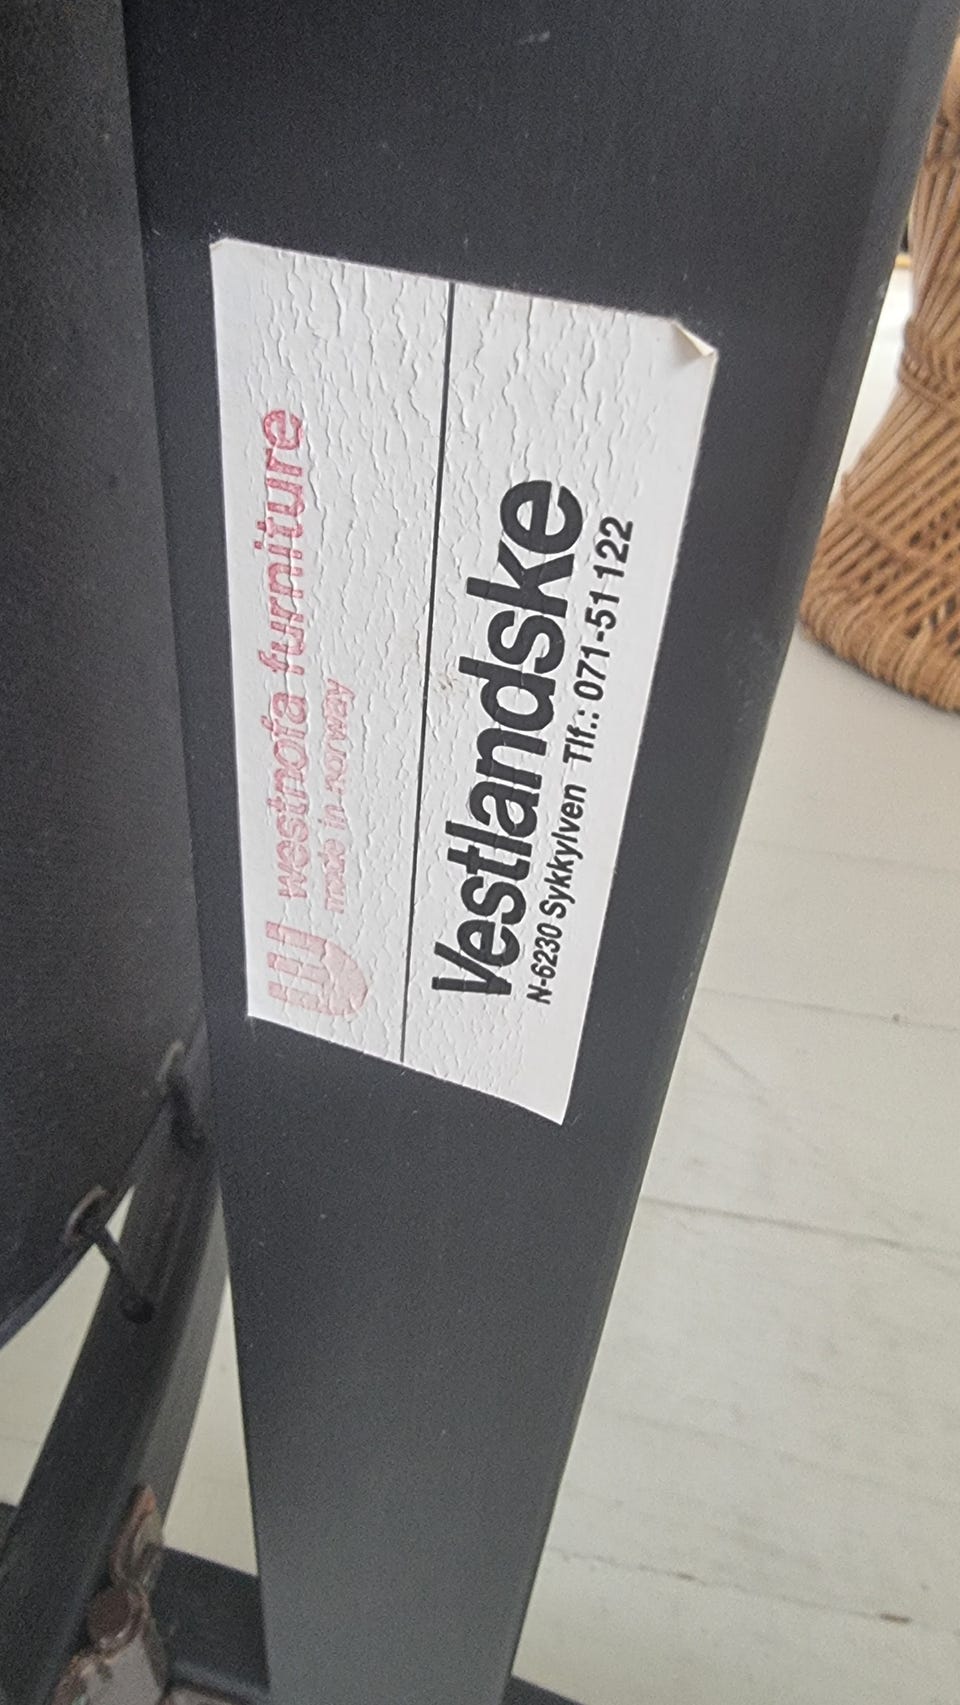 westnofa furniture
made in norway
Vestlandske
N-6230 Sykkylven Tlf.: 071-51 122